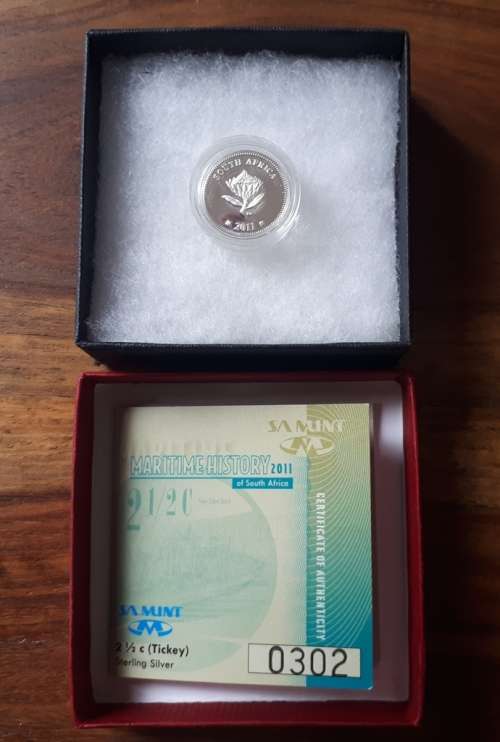 SOUTH AFRICA
2011
SA MINT
MARITIME HISTORY 2011
of South Africa
2 1/2 C
CERTIFICATE OF AUTHENTICITY
SA MINT
2 ½ c (Tickey)
Sterling Silver
0302